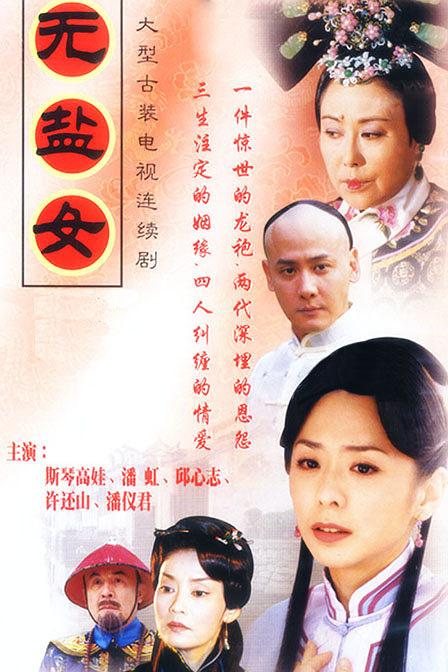 无盐女
大型古装电视连续剧
一件惊世的龙袍，两代深埋的恩怨
三生注定的姻缘，四人纠缠的情爱
主演：
斯琴高娃、潘 虹、邱心志、
许还山、潘仪君